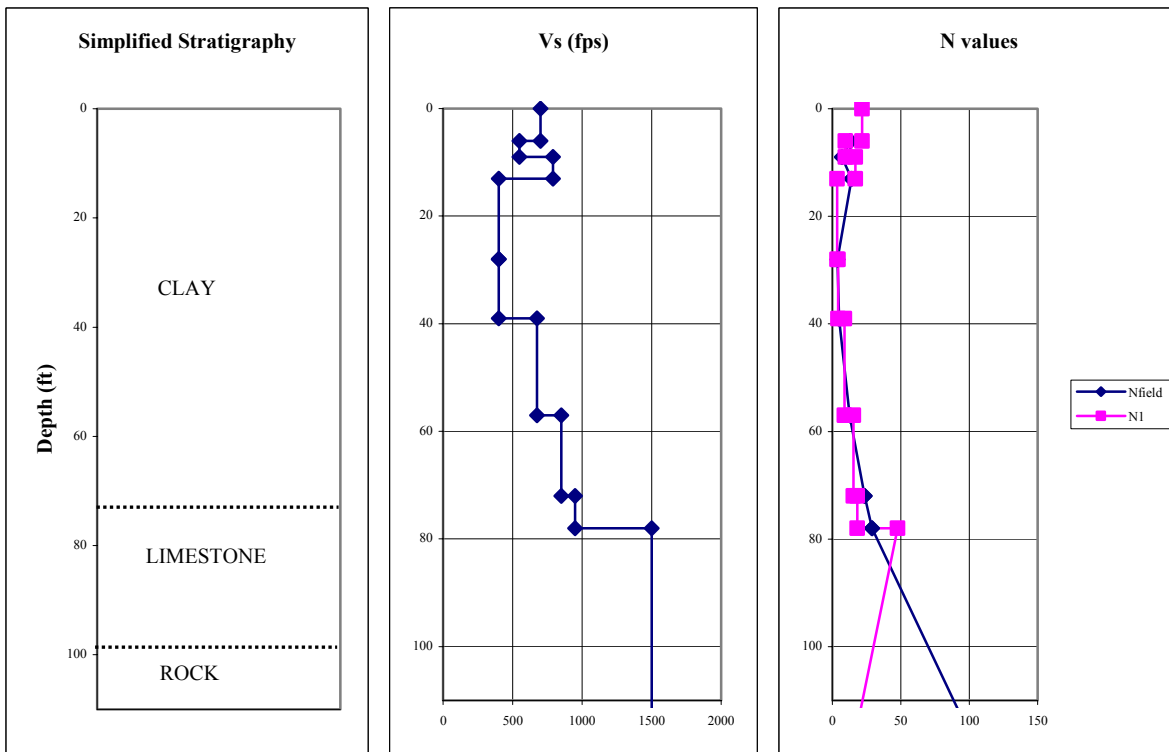 Simplified Stratigraphy
Depth (ft)
0
20
40
60
80
100
CLAY
LIMESTONE
ROCK
Vs (fps)
0
20
40
60
80
100
0 500 1000 1500 2000
N values
0
20
40
60
80
100
0 50 100 150
Nfield
N1